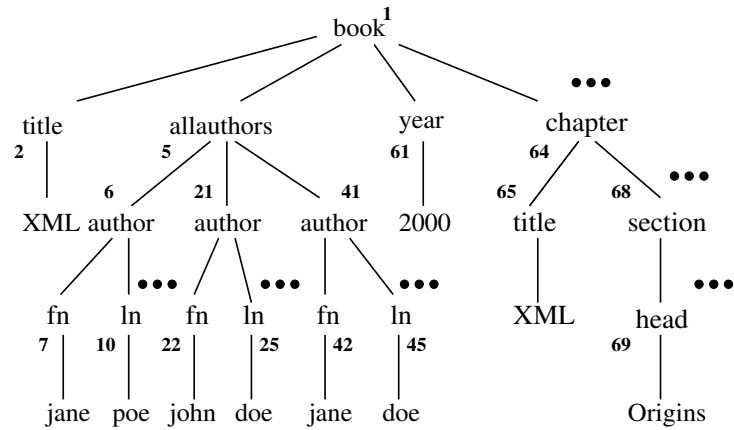 book 1
title allauthors year chapter
2 5 61 64
6 21 41 65 68
XML author author author 2000 title section
fn ln fn ln fn ln XML head
7 10 22 25 42 45 69
jane poe john doe jane doe Origins